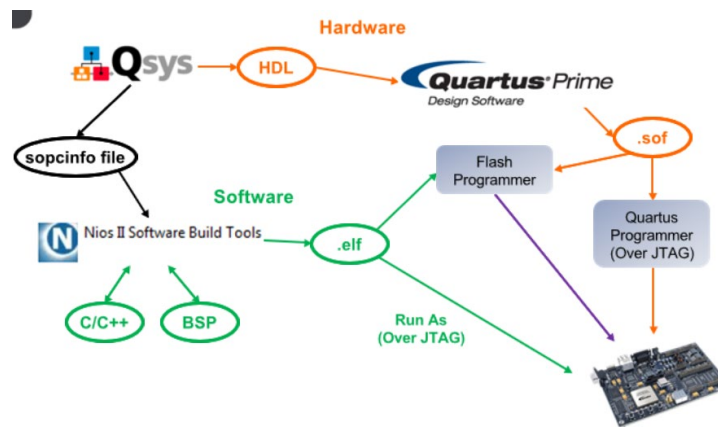 Hardware
Qsys
HDL
Quartus® Prime
Design Software
.sof
sopcinfo file
Flash
Programmer
Software
Quartus
Programmer
(Over JTAG)
N
Nios II Software Build Tools
.elf
C/C++
BSP
Run As
(Over JTAG)